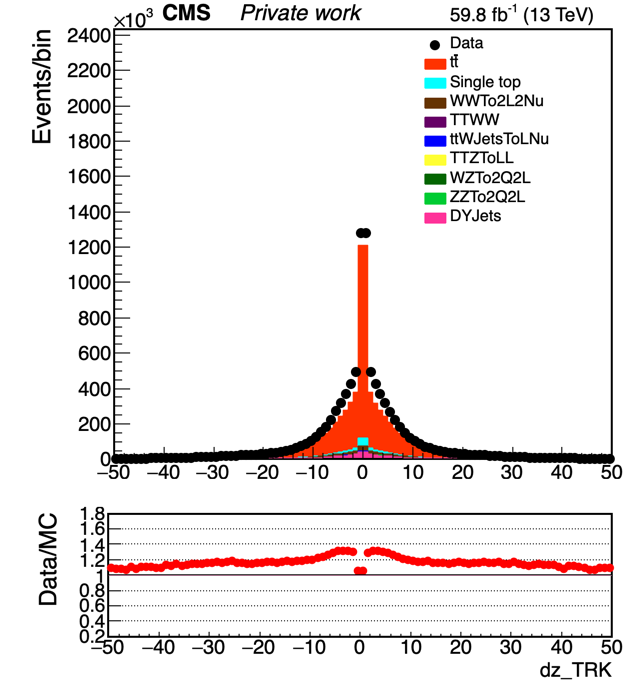 ×10³ CMS Private work 59.8 fb⁻¹ (13 TeV)
Events/bin
2400
2200
2000
1800
1600
1400
1200
1000
800
600
400
200
0
Data
tt̄
Single top
WWTo2L2Nu
TTWW
ttWJetsToLNu
TTZToLL
WZTo2Q2L
ZZTo2Q2L
DYJets
−50 −40 −30 −20 −10 0 10 20 30 40 50
Data/MC
1.8
1.6
1.4
1.2
1
0.8
0.6
0.4
0.2
−50 −40 −30 −20 −10 0 10 20 30 40 50
dz_TRK